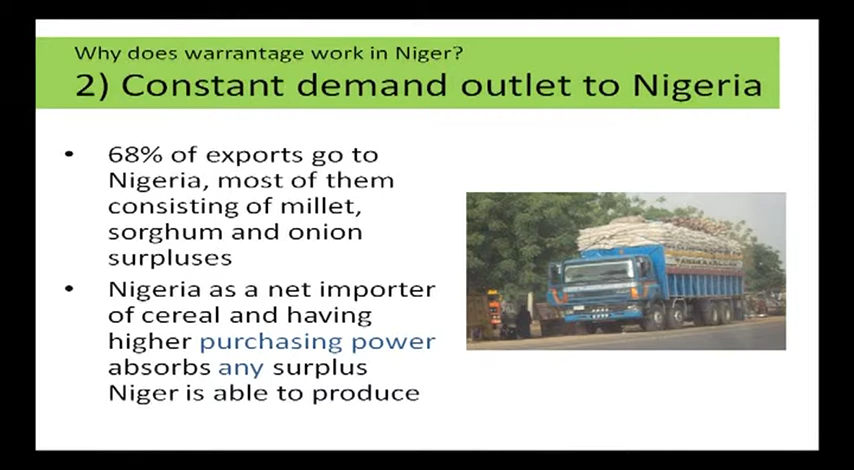 Why does warrantage work in Niger?
2) Constant demand outlet to Nigeria
• 68% of exports go to
Nigeria, most of them
consisting of millet,
sorghum and onion
surpluses
• Nigeria as a net importer
of cereal and having
higher purchasing power
absorbs any surplus
Niger is able to produce